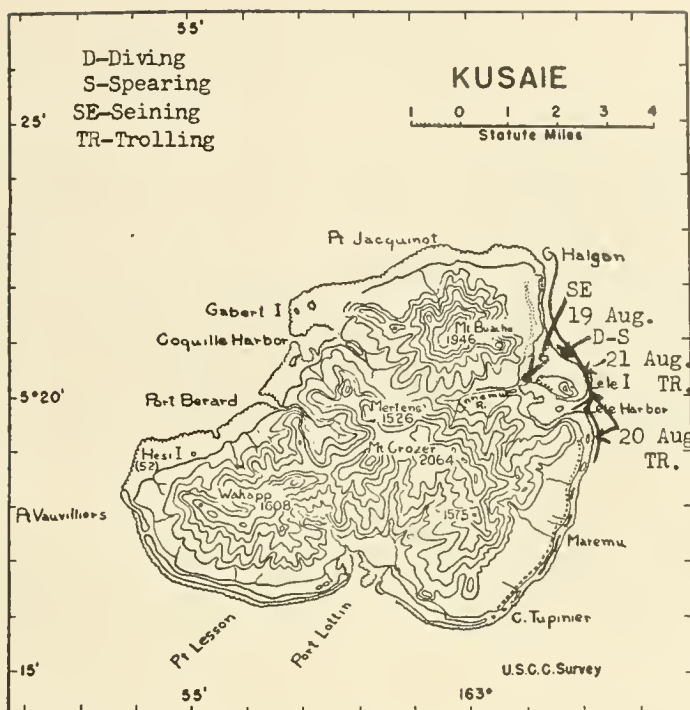 55'
D-Diving
S-Spearing
SE-Seining
TR-Trolling
KUSAIE
1 0 1 2 3 4
Statute Miles
25'
Pt Jacquinot
Halgan
SE
19 Aug.
D-S
21 Aug.
TR.
Gabert I
Coquille Harbor
Mt Buache
1946
Lele I
5°20'
Port Berard
Mertens
1526
Innemu
R.
Lele Harbor
20 Aug
TR.
Mt Crozer
2064
Hesi I
(52)
Wahapp
1608
1575
Pt Vauvilliers
Maremu
C. Tupinier
Pt Lesson
Port Lottin
15'
U.S.C.C. Survey
55'
163°